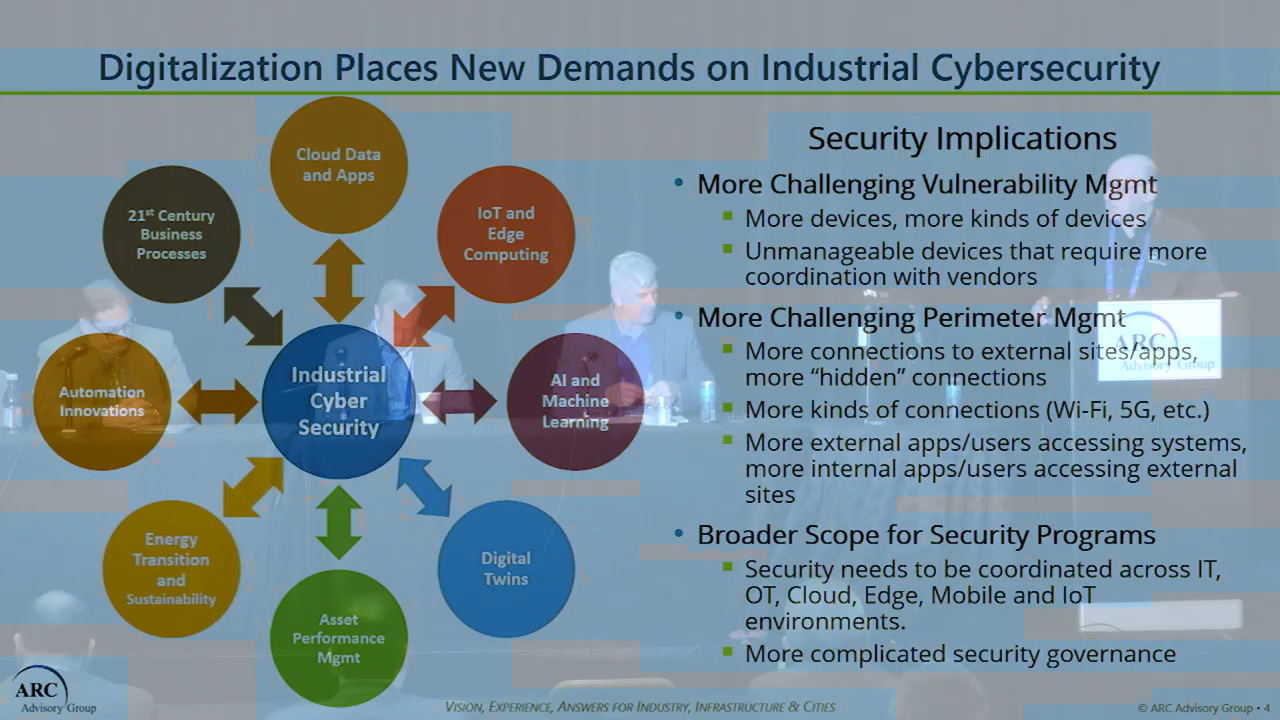 Digitalization Places New Demands on Industrial Cybersecurity
Cloud Data
and Apps
21st Century
Business
Processes
IoT and
Edge
Computing
Automation
Innovations
Industrial
Cyber
Security
AI and
Machine
Learning
Energy
Transition
and
Sustainability
Digital
Twins
Asset
Performance
Mgmt
Security Implications
• More Challenging Vulnerability Mgmt
More devices, more kinds of devices
Unmanageable devices that require more
coordination with vendors
• More Challenging Perimeter Mgmt
More connections to external sites/apps,
more “hidden” connections
More kinds of connections (Wi-Fi, 5G, etc.)
More external apps/users accessing systems,
more internal apps/users accessing external
sites
• Broader Scope for Security Programs
Security needs to be coordinated across IT,
OT, Cloud, Edge, Mobile and IoT
environments.
More complicated security governance
ARC
Advisory Group
ARC
Advisory Group
VISION, EXPERIENCE, ANSWERS FOR INDUSTRY, INFRASTRUCTURE & CITIES
© ARC Advisory Group • 4